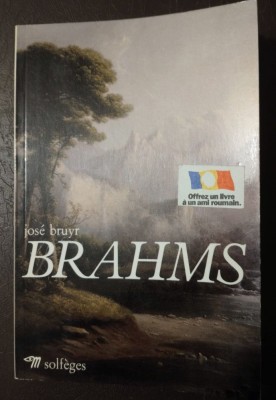 Offrez un livre
à un ami roumain.
josé bruyr
BRAHMS
m solfèges